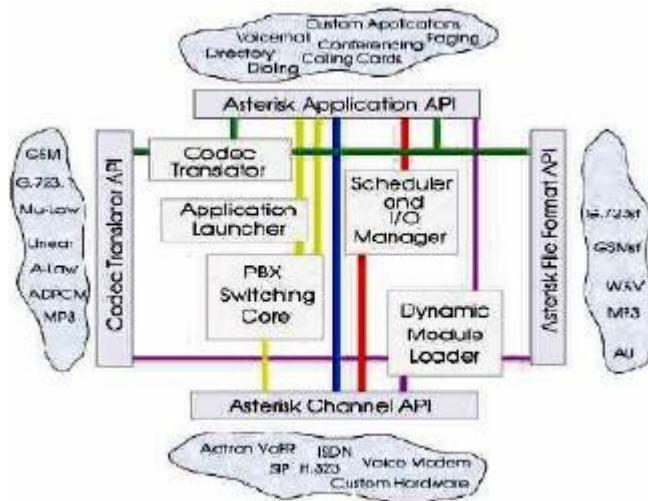 Custom Applications
Voicemail Conferencing Paging
Directory Calling Cards
Dialing
Asterisk Application API
Codec Translator API
GSM
G.723.
Mu-Law
Linear
A-Law
ADPCM
MP3
Codec
Translator
Application
Launcher
PBX
Switching
Core
Scheduler
and
I/O
Manager
Dynamic
Module
Loader
Asterisk File Format API
G.723sf
GSMsf
WAV
MP3
AU
Asterisk Channel API
Adtran VoFR ISDN
SIP H.323 Voice Modem
Custom Hardware